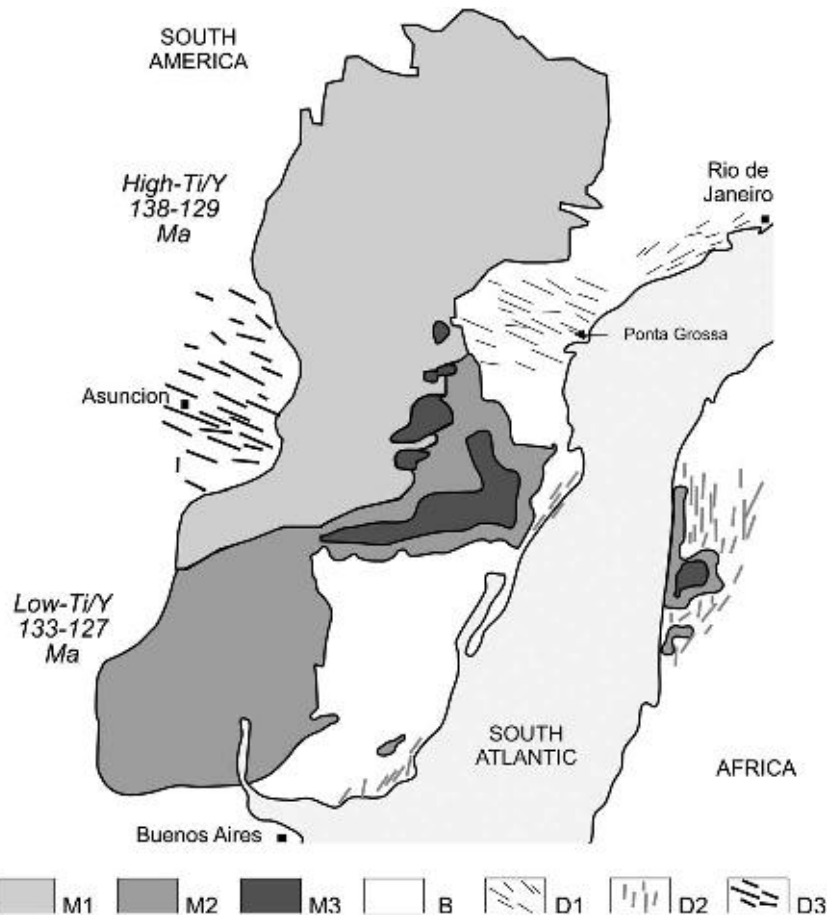 SOUTH
AMERICA
High-Ti/Y
138-129
Ma
Rio de
Janeiro
Ponta Grossa
Asuncion
Low-Ti/Y
133-127
Ma
SOUTH
ATLANTIC
AFRICA
Buenos Aires
M1 M2 M3 B D1 D2 D3